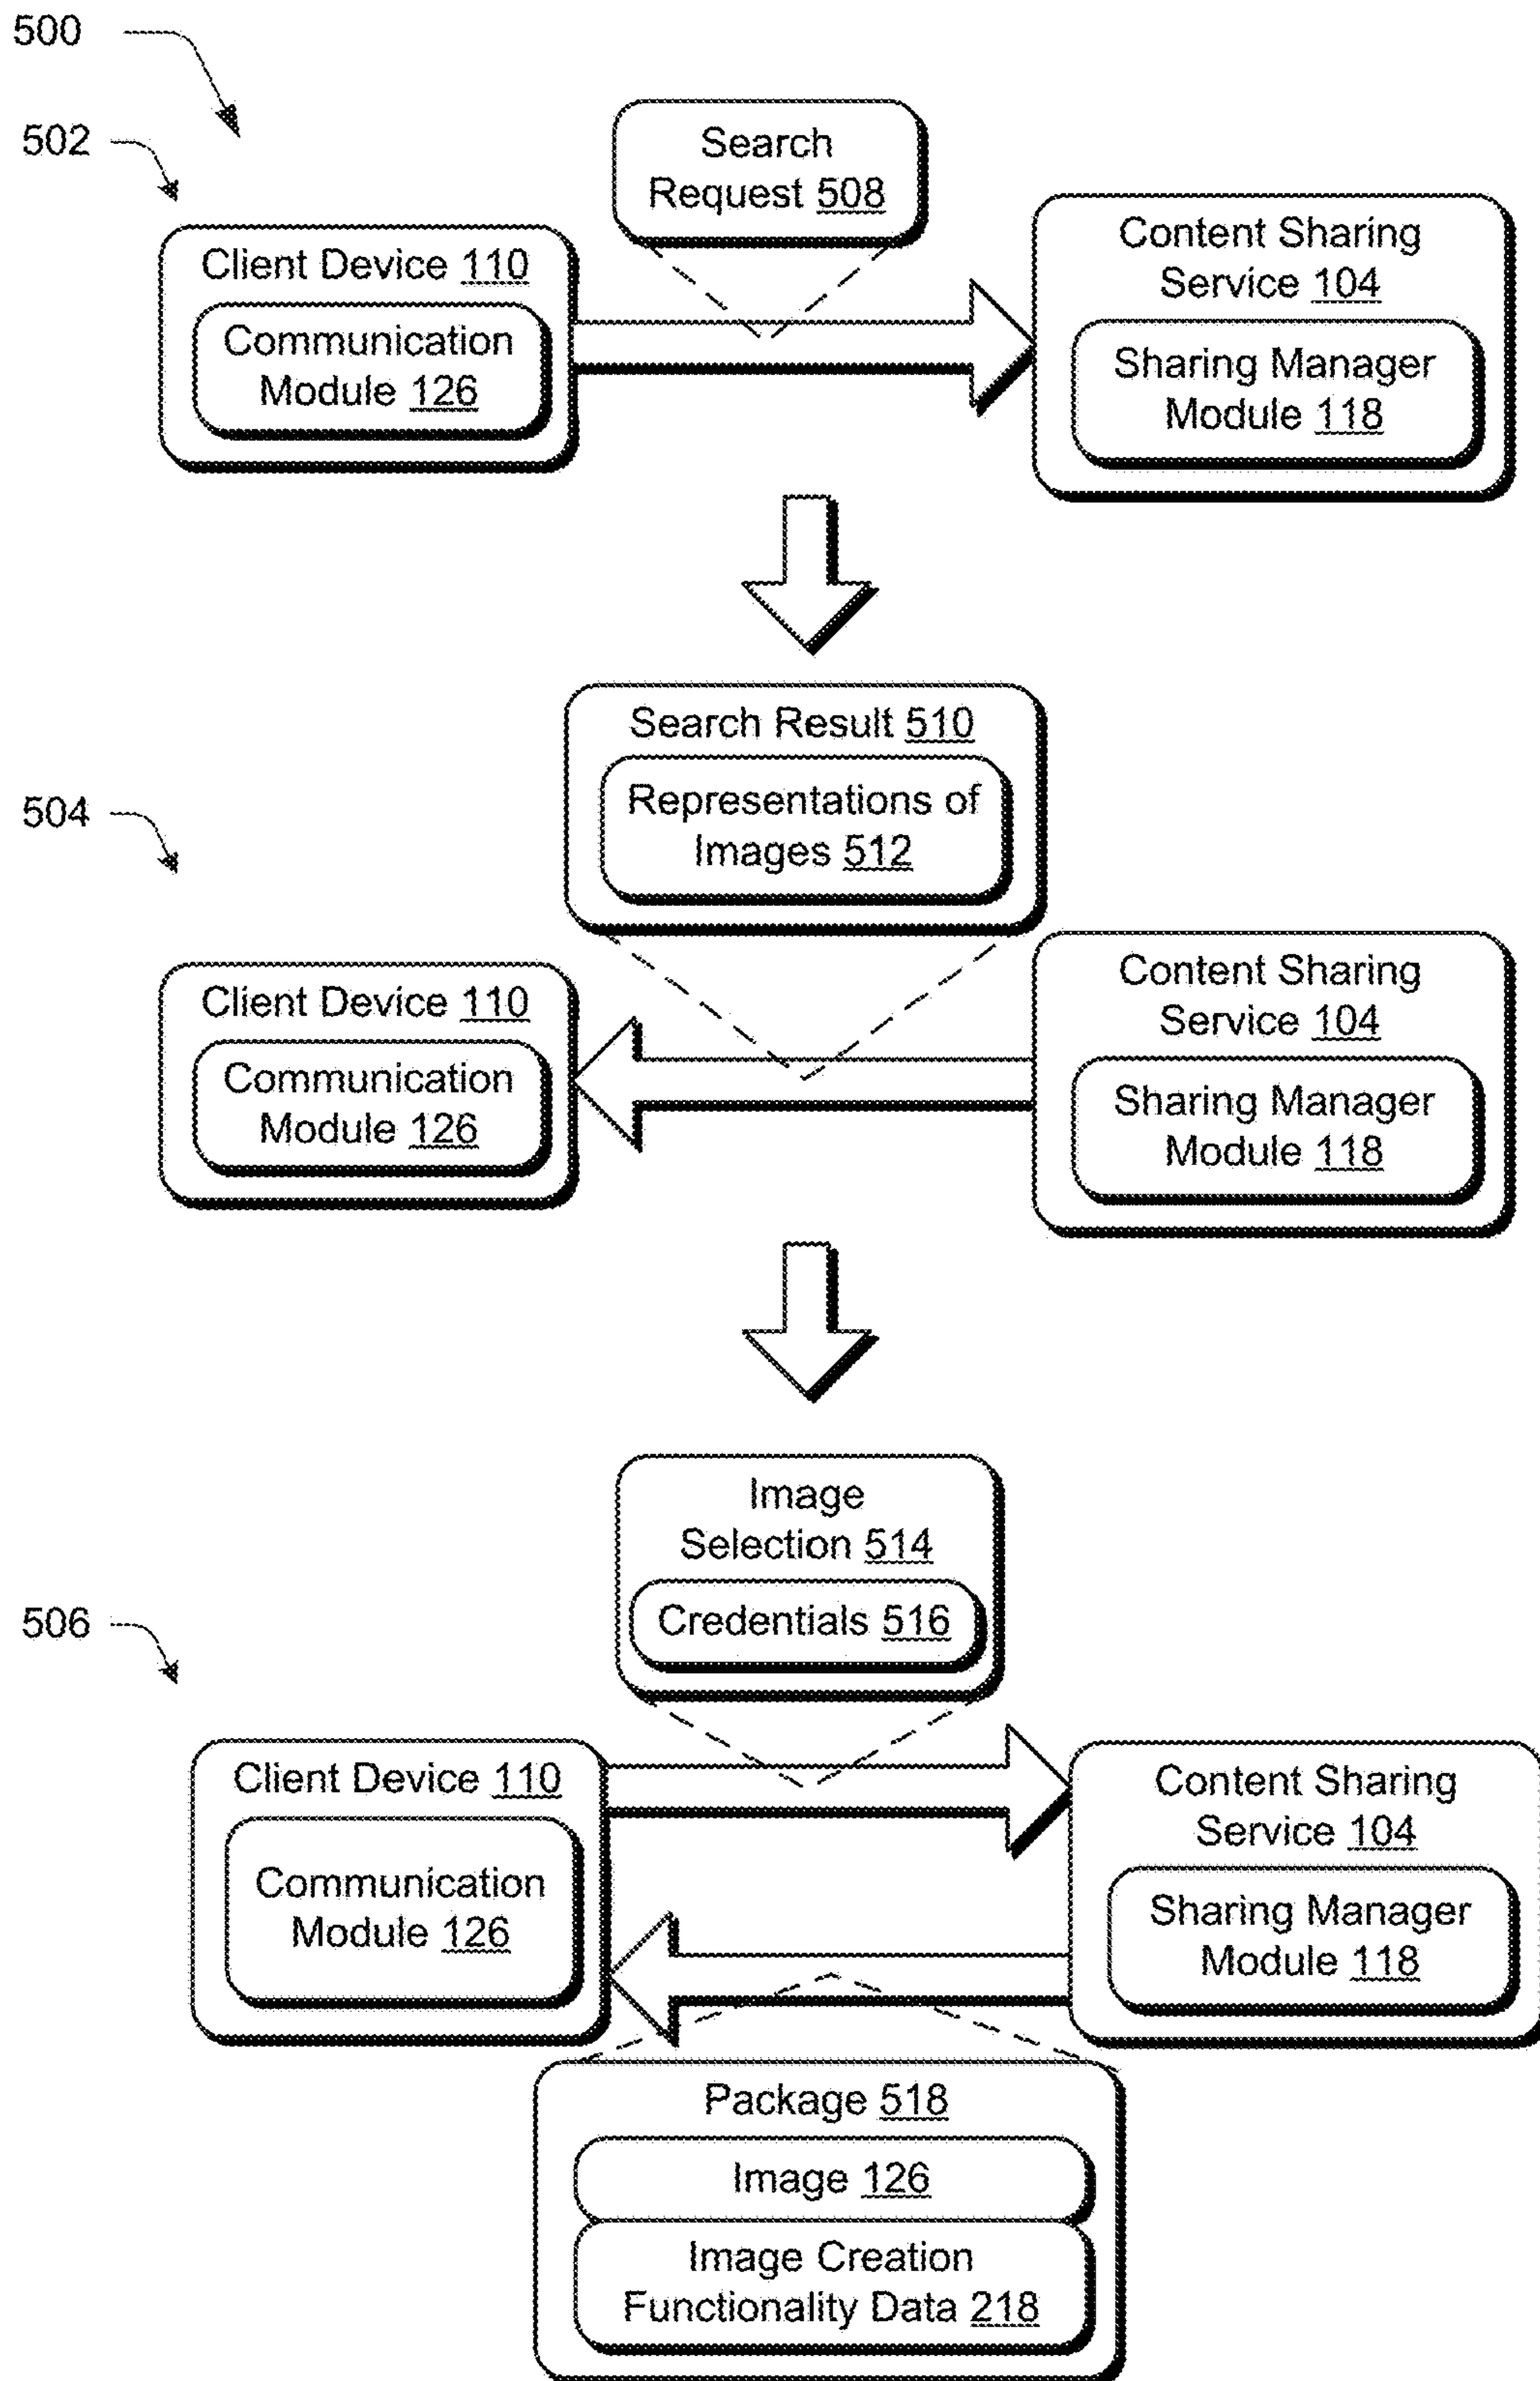 500
502
Search
Request 508
Client Device 110
Communication
Module 126
Content Sharing
Service 104
Sharing Manager
Module 118
Search Result 510
Representations of
Images 512
504
Client Device 110
Communication
Module 126
Content Sharing
Service 104
Sharing Manager
Module 118
Image
Selection 514
Credentials 516
506
Client Device 110
Communication
Module 126
Content Sharing
Service 104
Sharing Manager
Module 118
Package 518
Image 126
Image Creation
Functionality Data 218